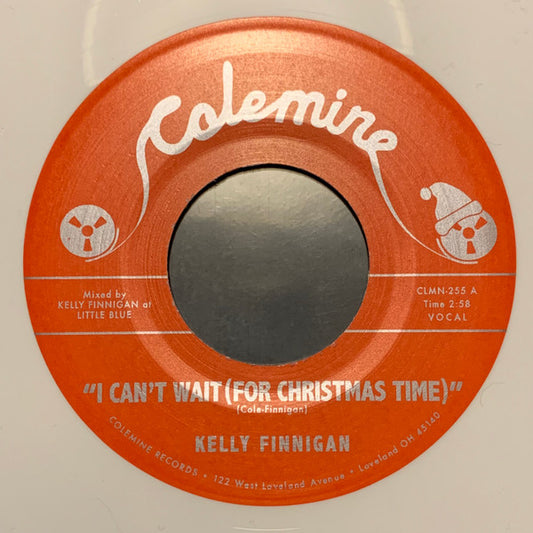 Colemine
Mixed by
KELLY FINNIGAN at
LITTLE BLUE
CLMN-255 A
Time 2:58
VOCAL
"I CAN'T WAIT (FOR CHRISTMAS TIME)"
(Cole-Finnigan)
KELLY FINNIGAN
COLEMINE RECORDS • 122 West Loveland Avenue • Loveland OH 45140